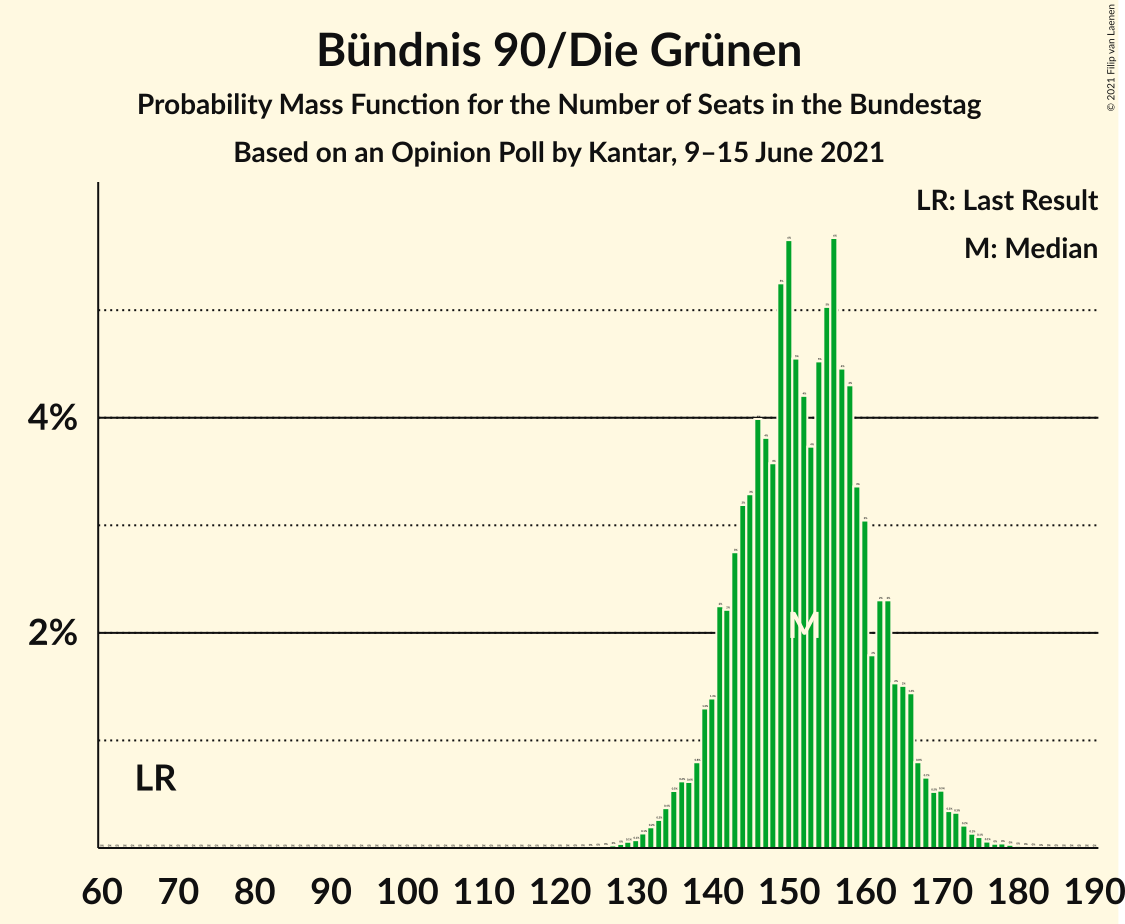 Bündnis 90/Die Grünen
Probability Mass Function for the Number of Seats in the Bundestag
Based on an Opinion Poll by Kantar, 9–15 June 2021
© 2021 Filip van Laenen
LR: Last Result
M: Median
4%
2%
M
LR
60 70 80 90 100 110 120 130 140 150 160 170 180 190